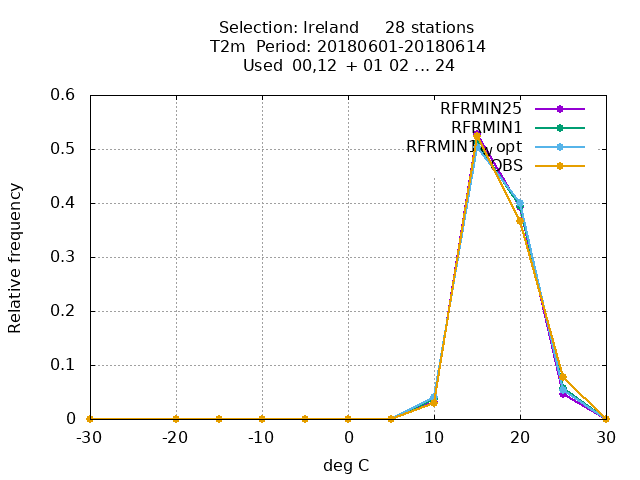 Selection: Ireland 28 stations
T2m Period: 20180601-20180614
Used 00,12 + 01 02 ... 24
0.6
0.5
0.4
0.3
0.2
0.1
0
Relative frequency
RFRMIN25
RFRMIN1
opt
OBS
-30
-20
-10
0
10
20
30
deg C